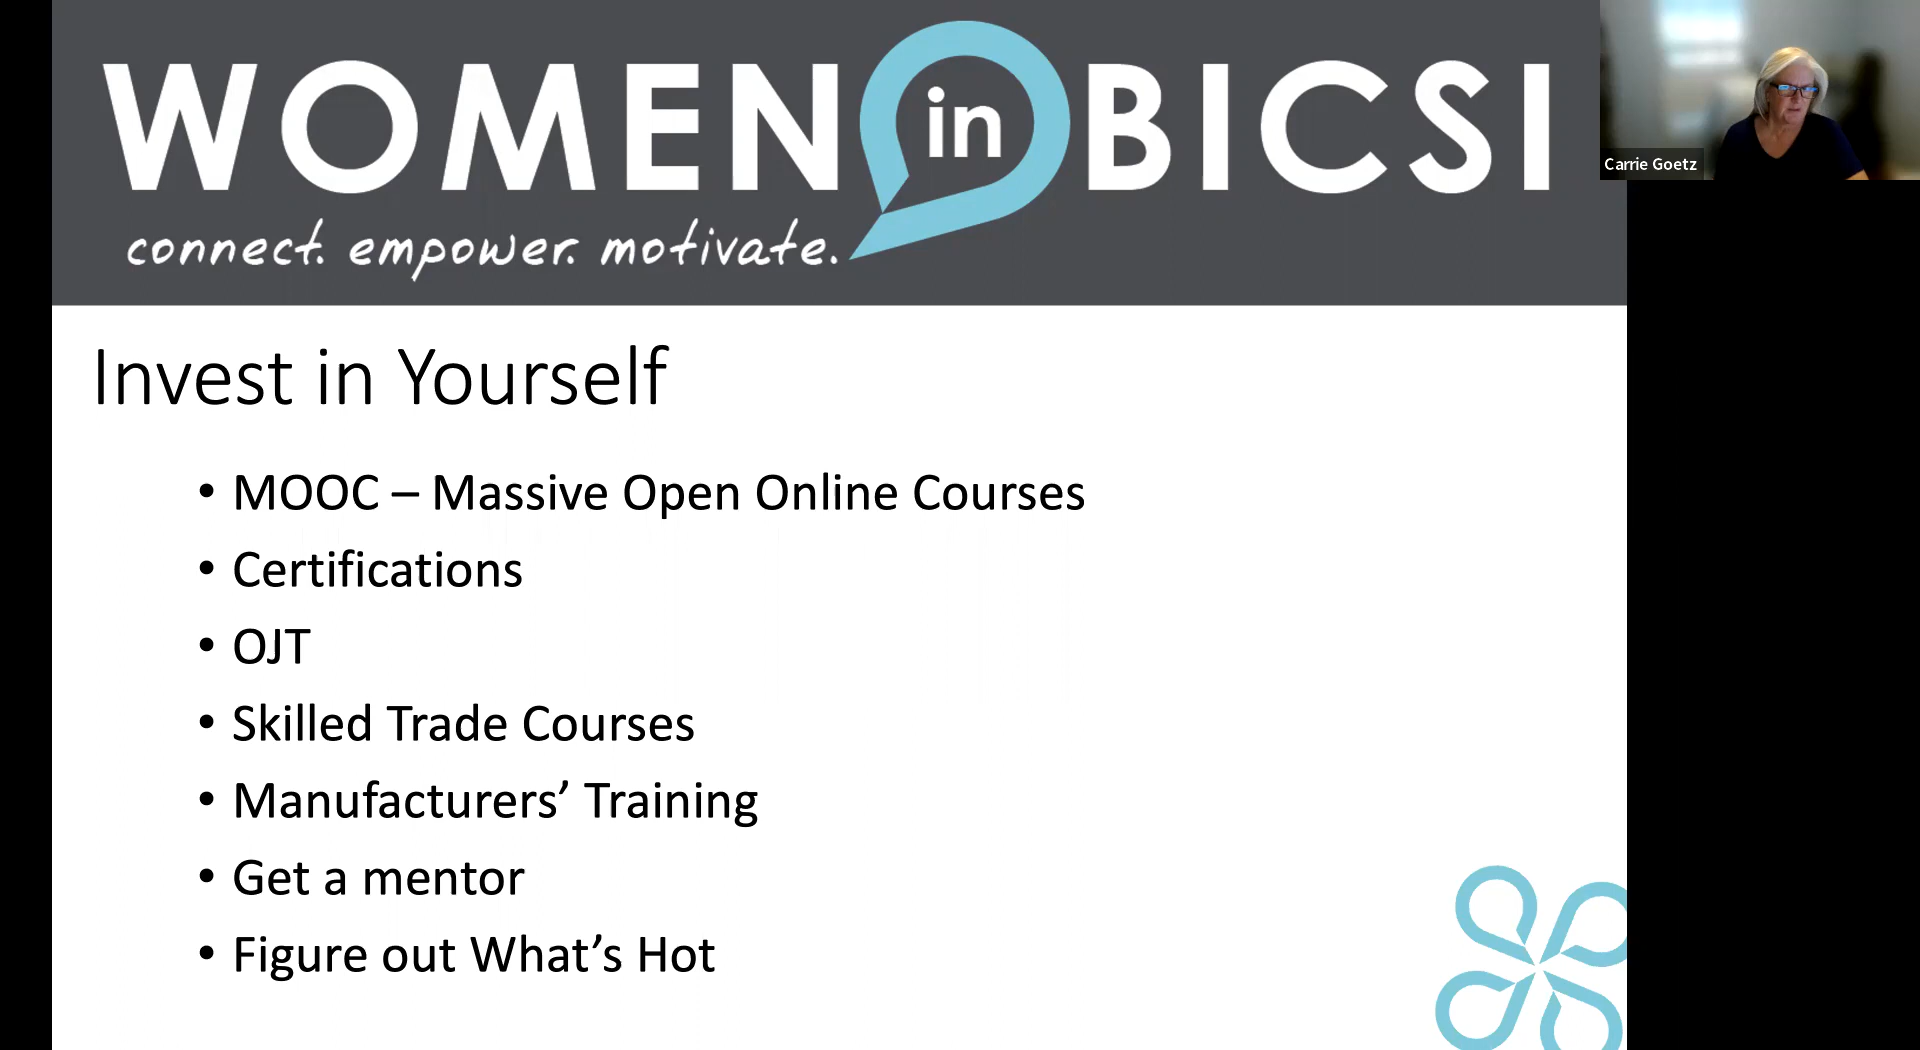 WOMEN in BICSI
connect. empower. motivate.
Carrie Goetz
Invest in Yourself
• MOOC – Massive Open Online Courses
• Certifications
• OJT
• Skilled Trade Courses
• Manufacturers’ Training
• Get a mentor
• Figure out What’s Hot